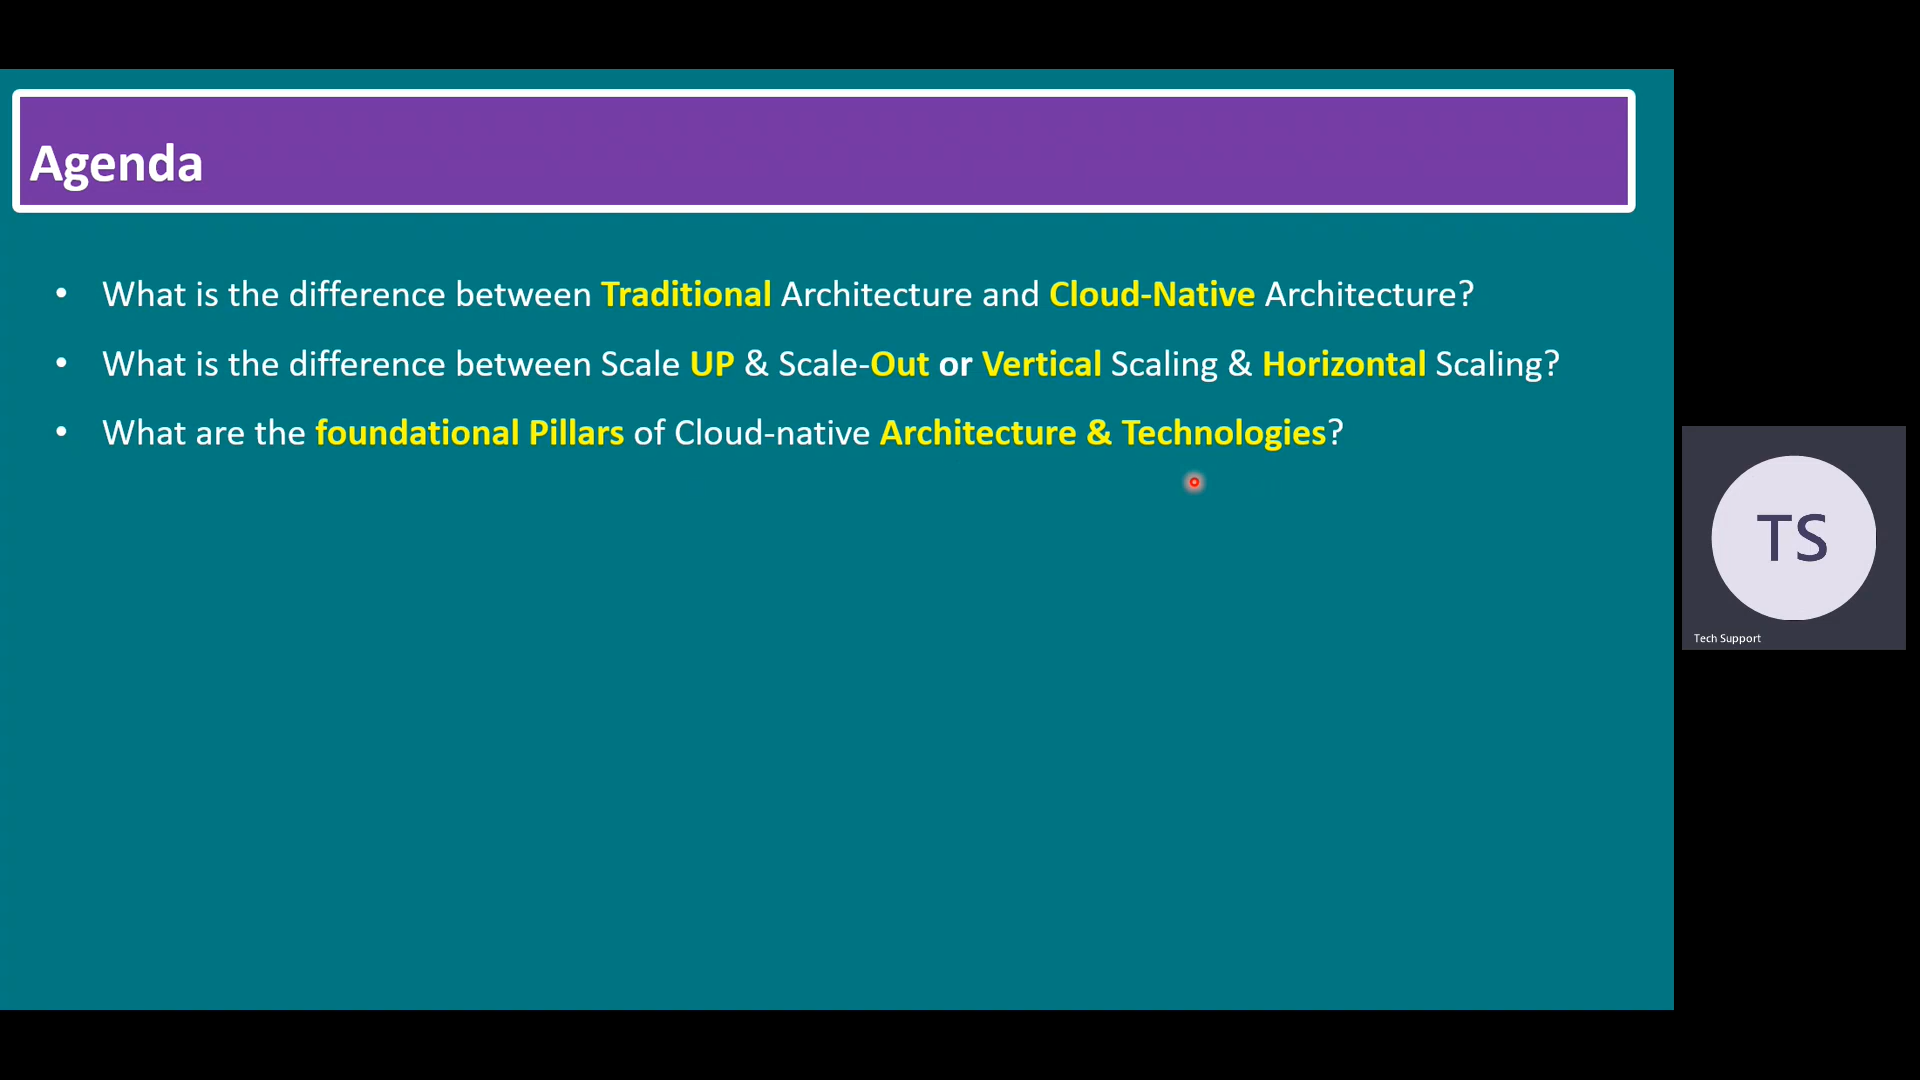 Agenda
• What is the difference between Traditional Architecture and Cloud-Native Architecture?
• What is the difference between Scale UP & Scale-Out or Vertical Scaling & Horizontal Scaling?
• What are the foundational Pillars of Cloud-native Architecture & Technologies?
TS
Tech Support